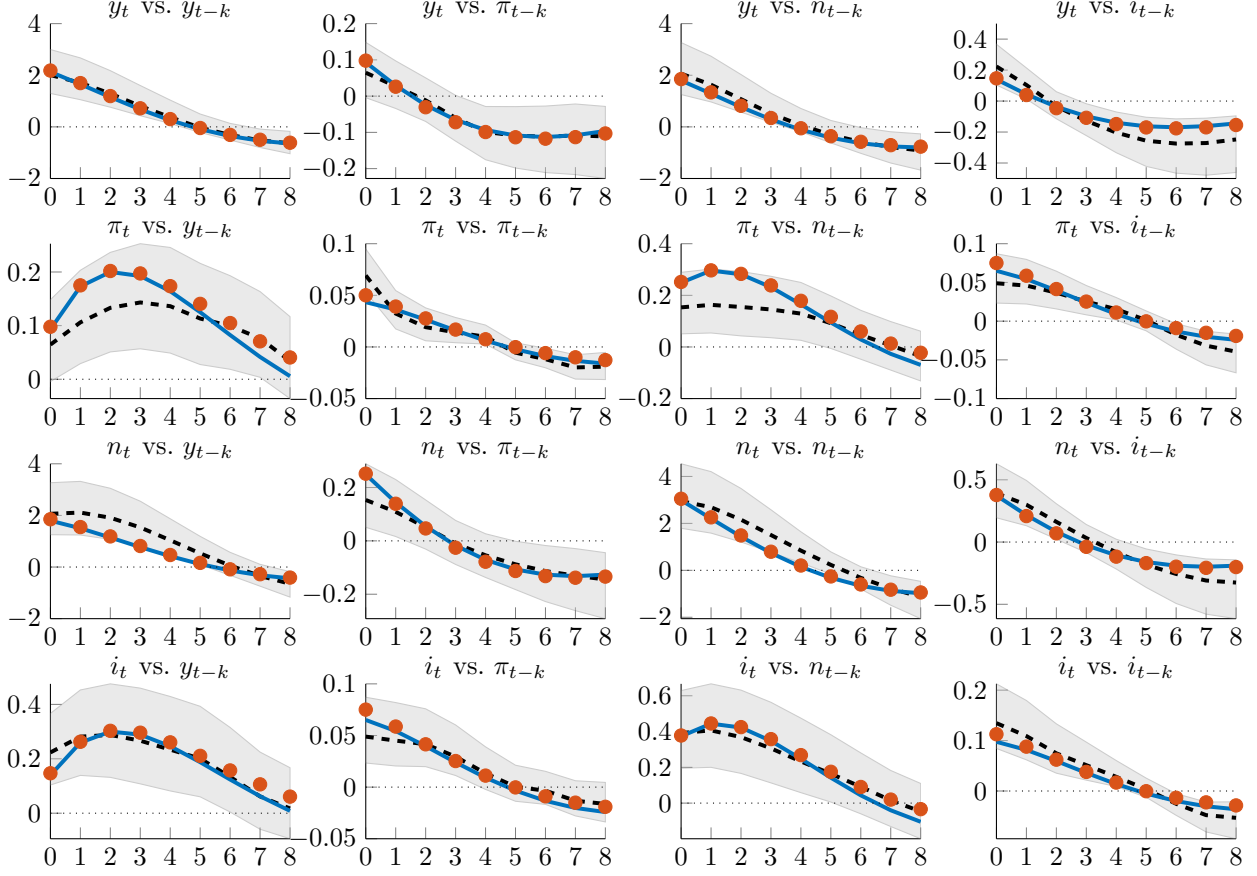 y_t vs. y_{t−k} y_t vs. π_{t−k} y_t vs. n_{t−k} y_t vs. i_{t−k}
4 2 0 −2
0.2 0.1 0 −0.1 −0.2
4 2 0 −2
0.4 0.2 0 −0.2 −0.4
0 1 2 3 4 5 6 7 8 0 1 2 3 4 5 6 7 8 0 1 2 3 4 5 6 7 8 0 1 2 3 4 5 6 7 8
π_t vs. y_{t−k} π_t vs. π_{t−k} π_t vs. n_{t−k} π_t vs. i_{t−k}
0.2 0.1 0
0.1 0.05 0 −0.05
0.4 0.2 0 −0.2
0.1 0.05 0 −0.05 −0.1
0 1 2 3 4 5 6 7 8 0 1 2 3 4 5 6 7 8 0 1 2 3 4 5 6 7 8 0 1 2 3 4 5 6 7 8
n_t vs. y_{t−k} n_t vs. π_{t−k} n_t vs. n_{t−k} n_t vs. i_{t−k}
4 2 0 −2
0.2 0 −0.2
4 2 0 −2
0.5 0 −0.5
0 1 2 3 4 5 6 7 8 0 1 2 3 4 5 6 7 8 0 1 2 3 4 5 6 7 8 0 1 2 3 4 5 6 7 8
i_t vs. y_{t−k} i_t vs. π_{t−k} i_t vs. n_{t−k} i_t vs. i_{t−k}
0.4 0.2 0
0.1 0.05 0 −0.05
0.6 0.4 0.2 0
0.2 0.1 0
0 1 2 3 4 5 6 7 8 0 1 2 3 4 5 6 7 8 0 1 2 3 4 5 6 7 8 0 1 2 3 4 5 6 7 8